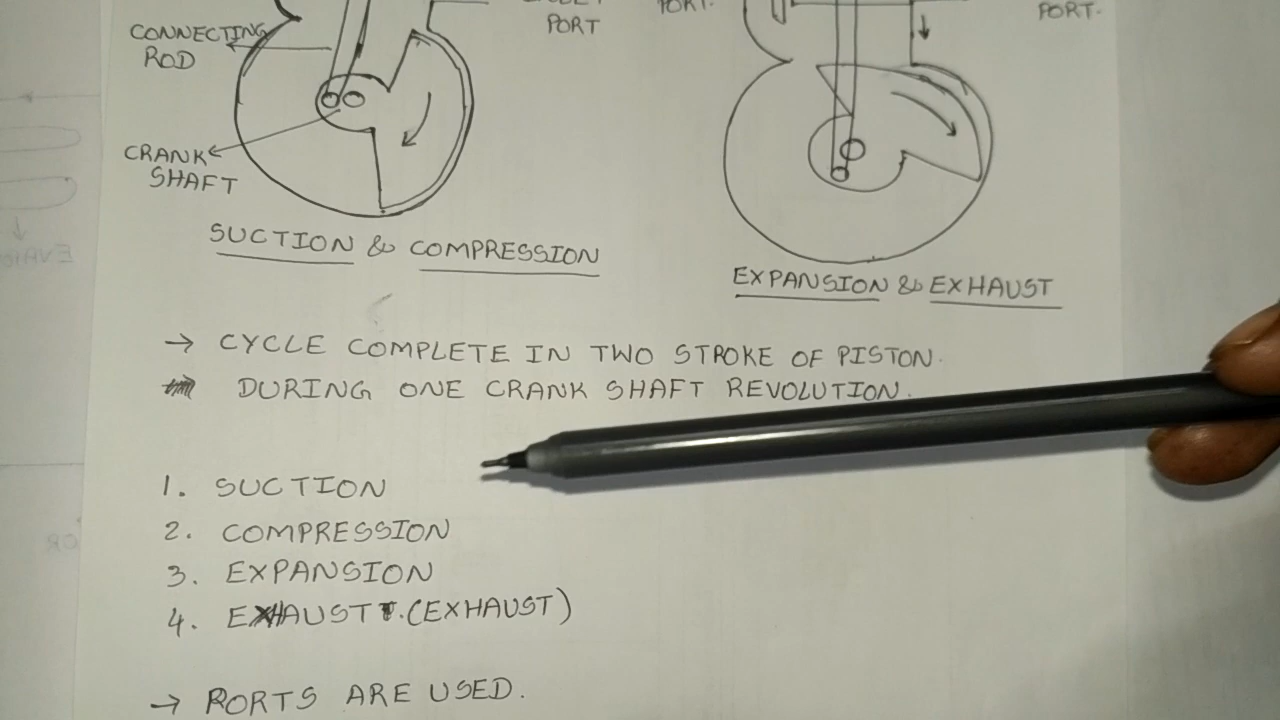 PORT
PORT.
PORT.
CONNECTING
ROD
CRANK
SHAFT
SUCTION & COMPRESSION
EXPANSION & EXHAUST
→ CYCLE COMPLETE IN TWO STROKE OF PISTON.
DURING ONE CRANK SHAFT REVOLUTION.
1. SUCTION
2. COMPRESSION
3. EXPANSION
4. EXHAUST. (EXHAUST)
→ PORTS ARE USED.